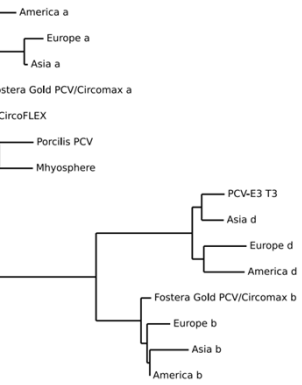 America a
Europe a
Asia a
ostera Gold PCV/Circomax a
CircoFLEX
Porcilis PCV
Mhyosphere
PCV-E3 T3
Asia d
Europe d
America d
Fostera Gold PCV/Circomax b
Europe b
Asia b
America b